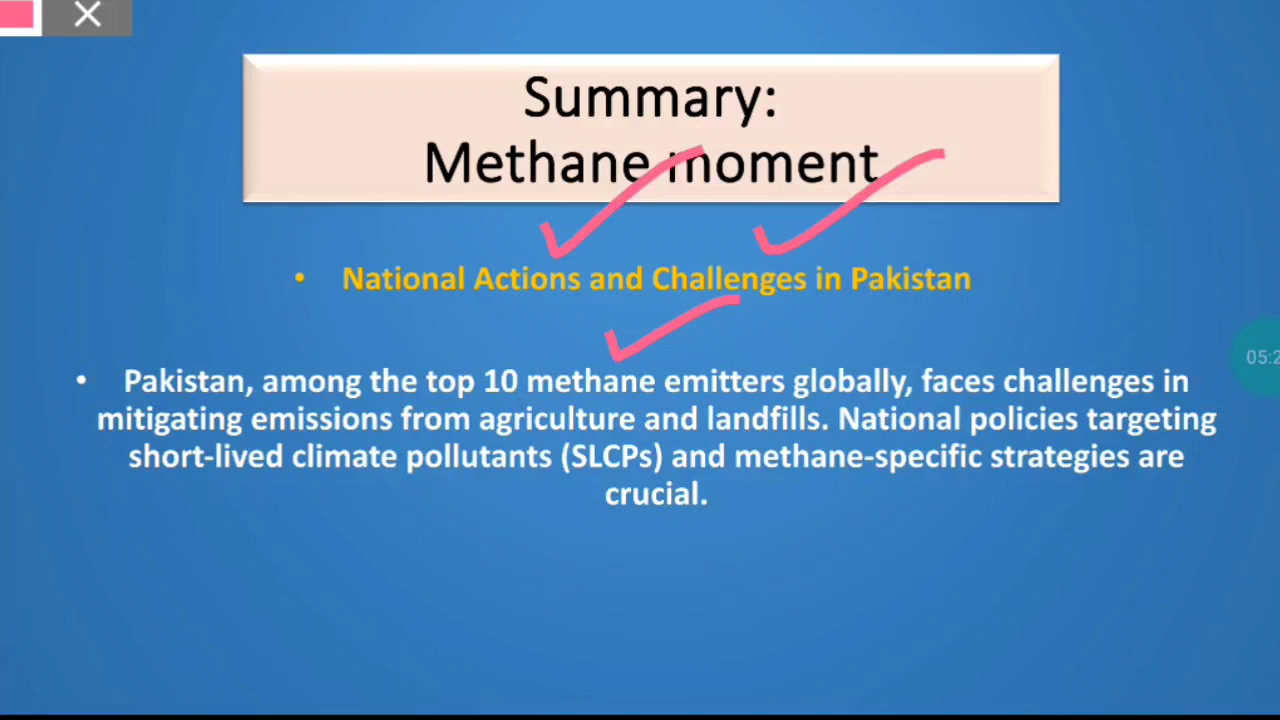 Summary:
Methane moment
• National Actions and Challenges in Pakistan
• Pakistan, among the top 10 methane emitters globally, faces challenges in
mitigating emissions from agriculture and landfills. National policies targeting
short-lived climate pollutants (SLCPs) and methane-specific strategies are
crucial.